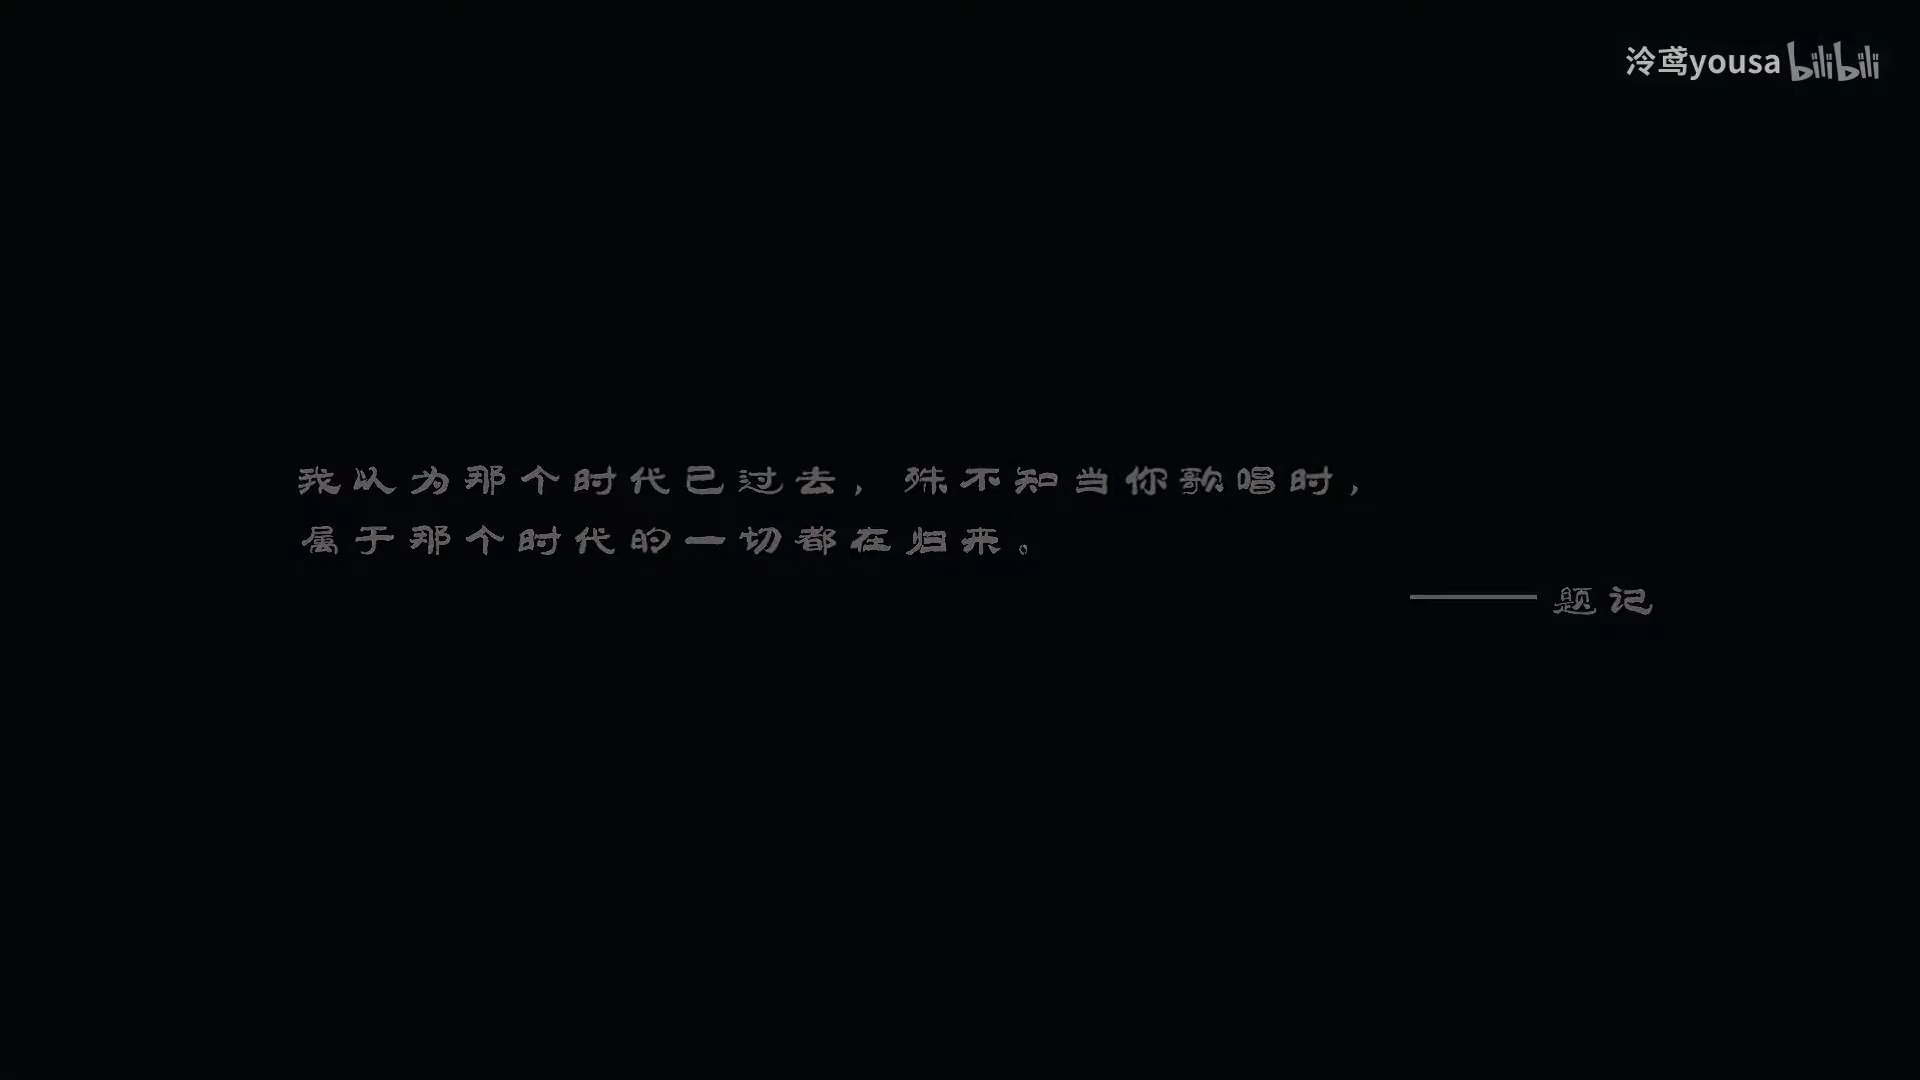 泠鸢yousa bilibili
我以为那个时代已过去，殊不知当你歌唱时，
属于那个时代的一切都在归来。
——题记